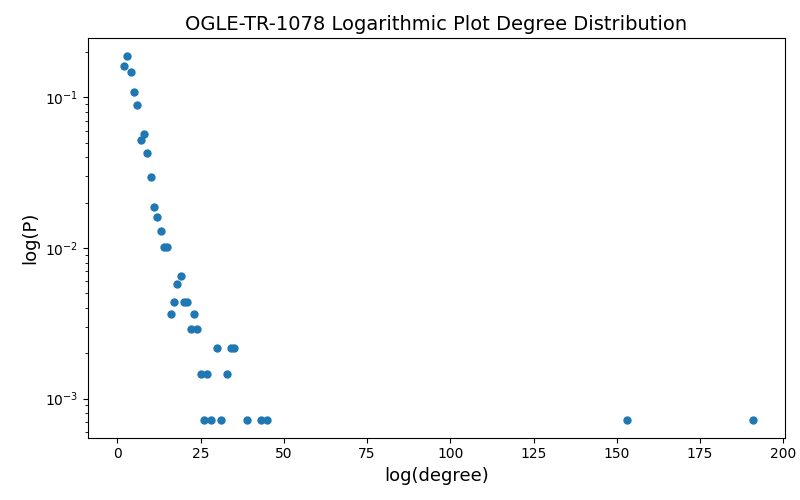 OGLE-TR-1078 Logarithmic Plot Degree Distribution
log(P)
10⁻¹
10⁻²
10⁻³
0 25 50 75 100 125 150 175 200
log(degree)